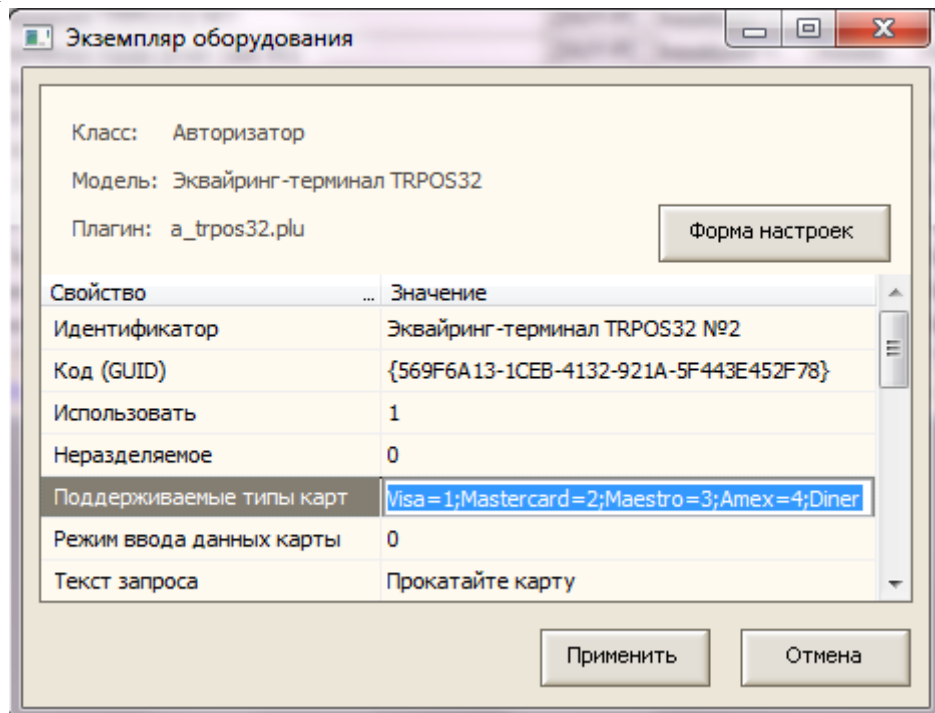 Экземпляр оборудования
Класс: Авторизатор
Модель: Эквайринг-терминал TRPOS32
Плагин: a_trpos32.plu
Форма настроек
Свойство ... Значение
Идентификатор Эквайринг-терминал TRPOS32 №2
Код (GUID) {569F6A13-1CEB-4132-921A-5F443E452F78}
Использовать 1
Неразделяемое 0
Поддерживаемые типы карт Visa=1;Mastercard=2;Maestro=3;Amex=4;Diner
Режим ввода данных карты 0
Текст запроса Прокатайте карту
Применить Отмена